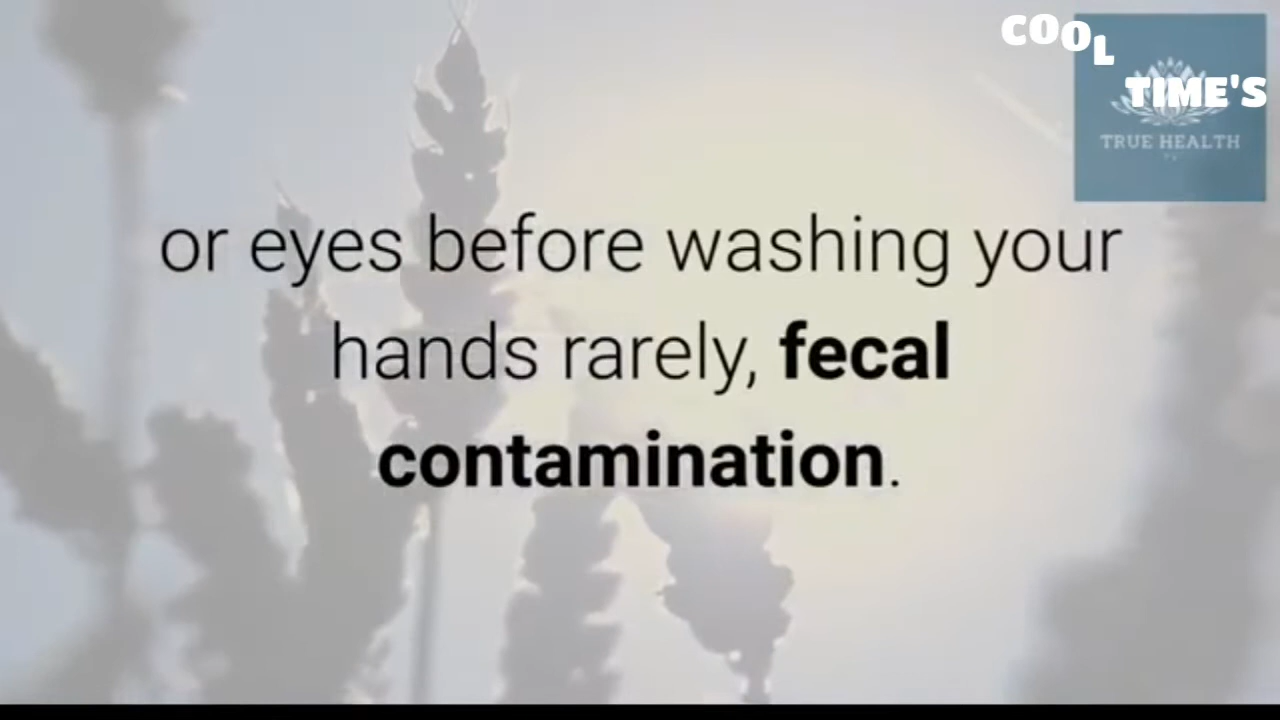 COOL
TIME'S
TRUE HEALTH
or eyes before washing your
hands rarely, fecal
contamination.